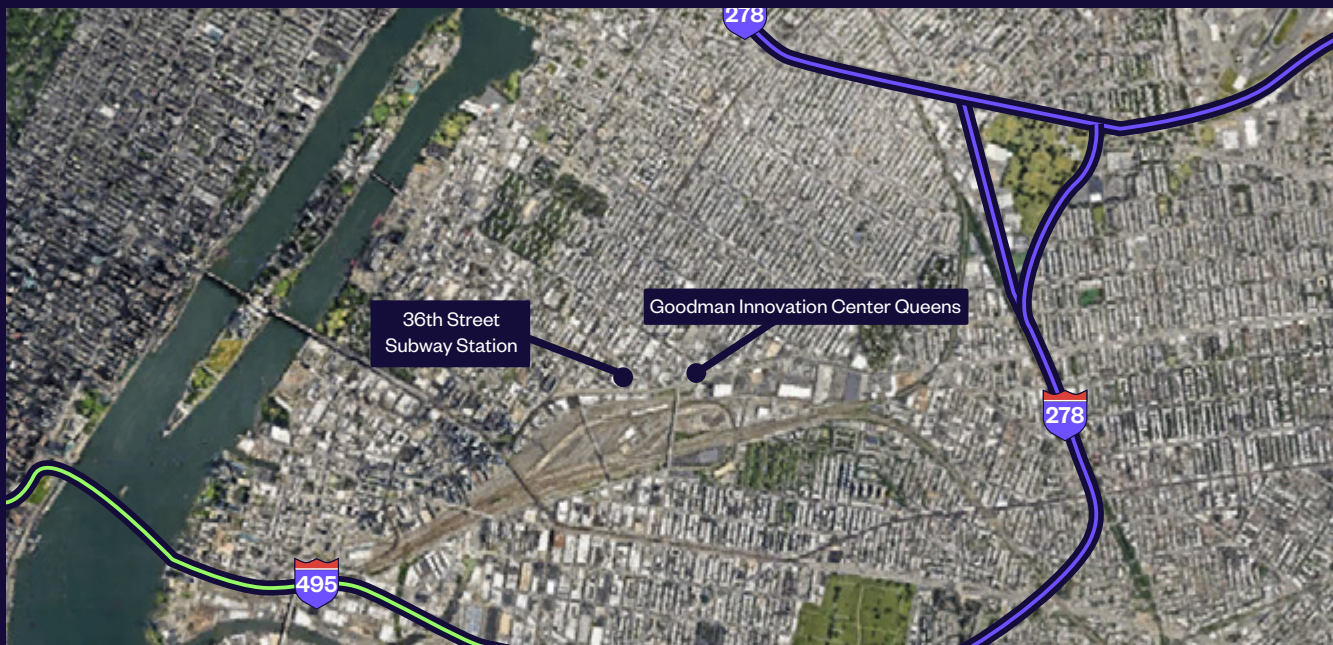 278
36th Street
Subway Station
Goodman Innovation Center Queens
278
495